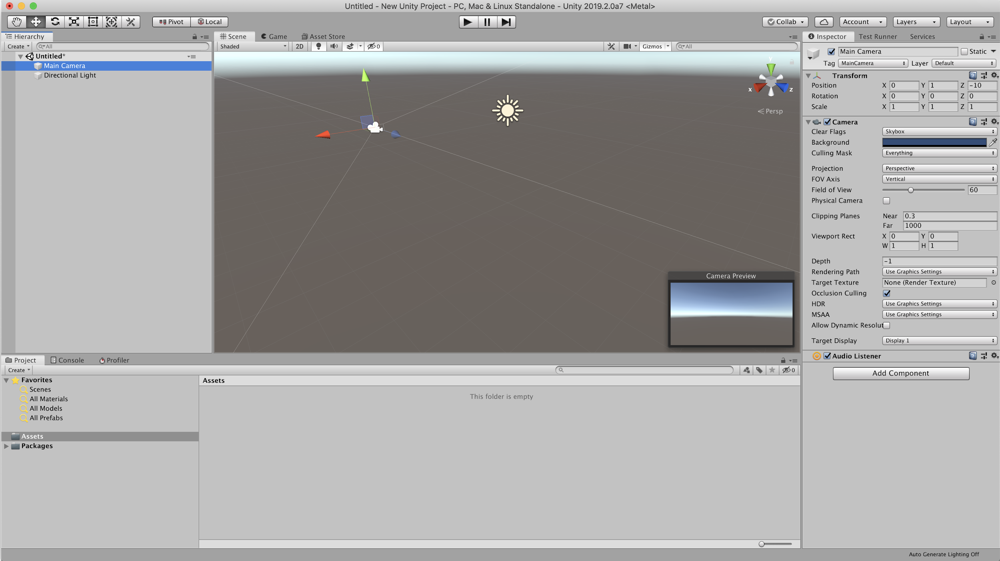 Untitled - New Unity Project - PC, Mac & Linux Standalone - Unity 2019.2.0a7 <Metal>
Pivot Local
Collab Account Layers Layout
Hierarchy
Create All
Untitled*
Main Camera
Directional Light
Scene Game Asset Store
Shaded 2D 0 Gizmos All
y
x z
Persp
Camera Preview
Inspector Test Runner Services
Main Camera Static
Tag MainCamera Layer Default
Transform
Position X 0 Y 1 Z -10
Rotation X 0 Y 0 Z 0
Scale X 1 Y 1 Z 1
Camera
Clear Flags Skybox
Background
Culling Mask Everything
Projection Perspective
FOV Axis Vertical
Field of View 60
Physical Camera
Clipping Planes Near 0.3
Far 1000
Viewport Rect X 0 Y 0
W 1 H 1
Depth -1
Rendering Path Use Graphics Settings
Target Texture None (Render Texture)
Occlusion Culling
HDR Use Graphics Settings
MSAA Use Graphics Settings
Allow Dynamic Resolut
Target Display Display 1
Audio Listener
Add Component
Project Console Profiler
Create 0
Favorites
Scenes
All Materials
All Models
All Prefabs
Assets
Packages
Assets
This folder is empty
Auto Generate Lighting Off